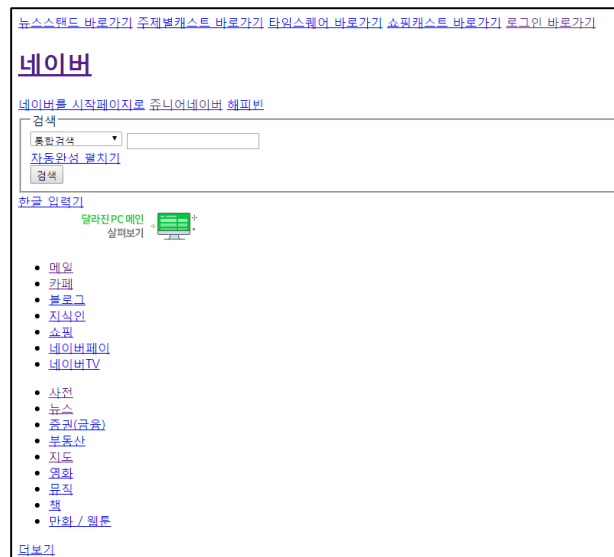 뉴스스탠드 바로가기 주제별캐스트 바로가기 타임스퀘어 바로가기 쇼핑캐스트 바로가기 로그인 바로가기
네이버
네이버를 시작페이지로 쥬니어네이버 해피빈
검색
통합검색
자동완성 펼치기
검색
한글 입력기
달라진 PC 메인
살펴보기
메일
카페
블로그
지식인
쇼핑
네이버페이
네이버TV
사전
뉴스
증권(금융)
부동산
지도
영화
뮤직
책
만화 / 웹툰
더보기